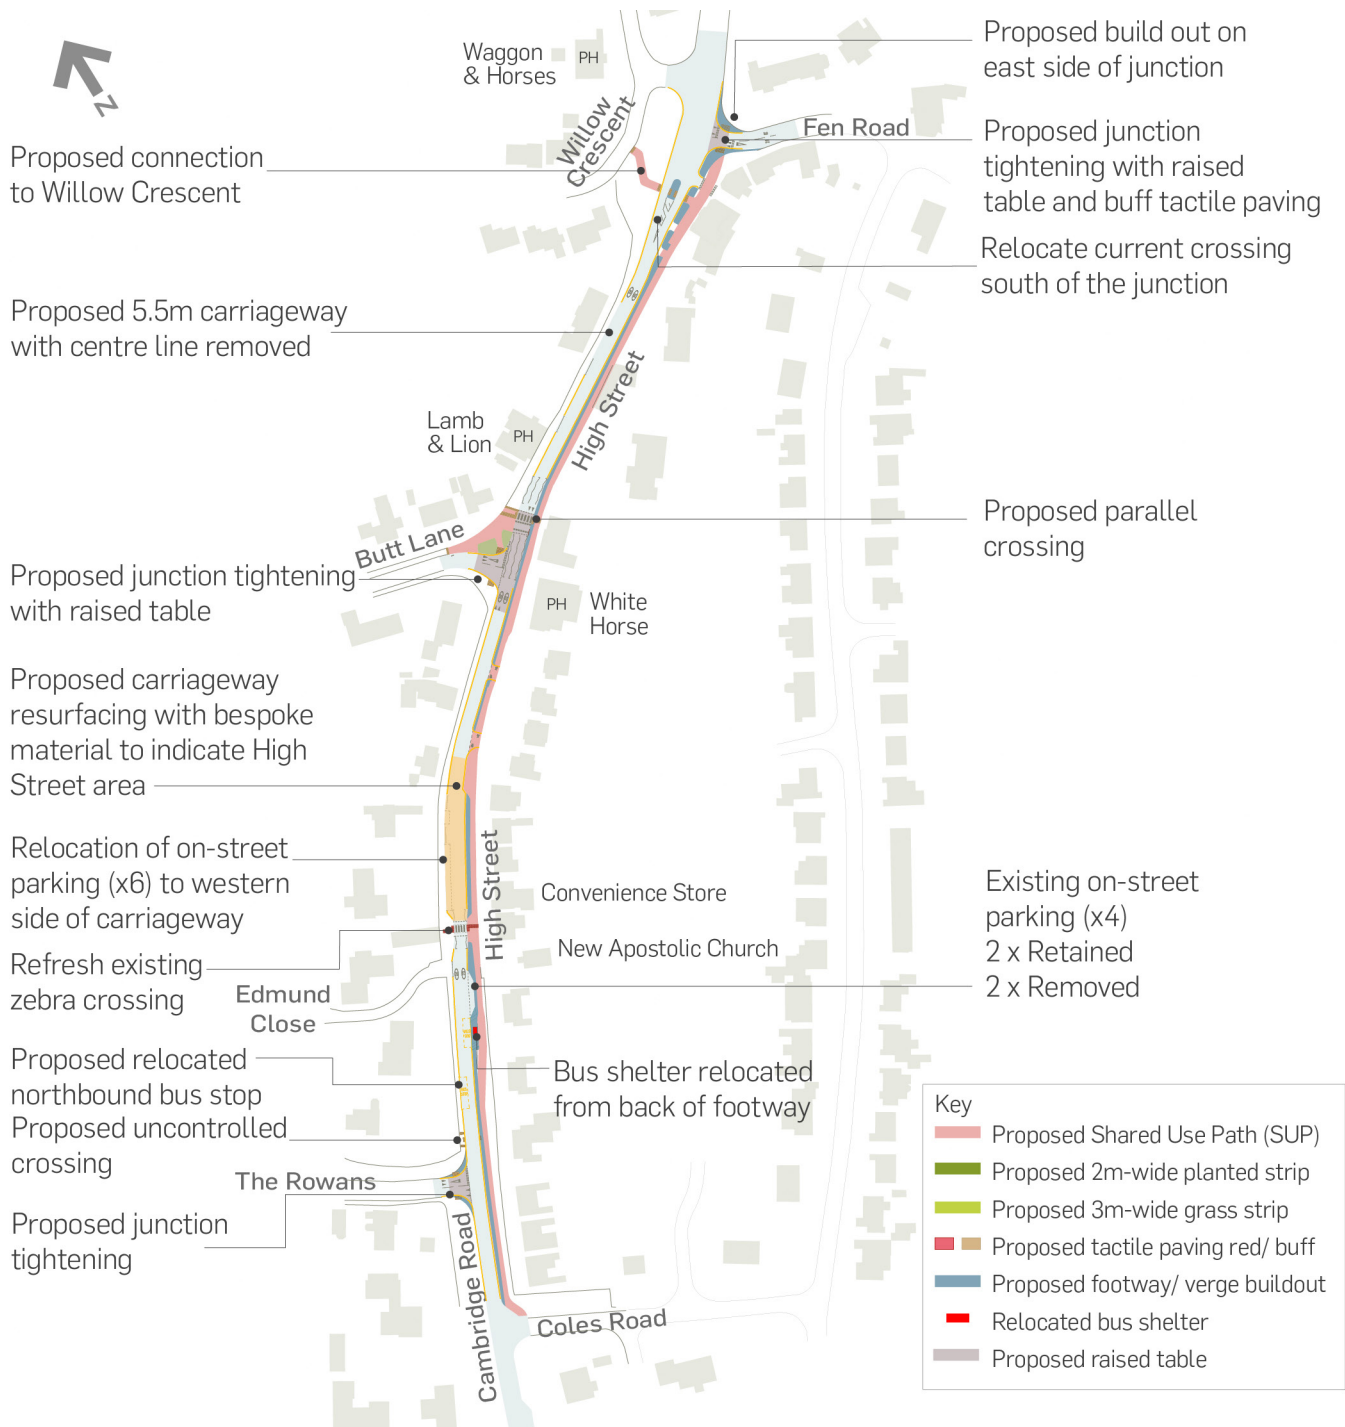 Waggon
& Horses
PH
Proposed build out on
east side of junction
Willow
Crescent
Fen Road
Proposed junction
tightening with raised
table and buff tactile paving
N
Proposed connection
to Willow Crescent
Relocate current crossing
south of the junction
Proposed 5.5m carriageway
with centre line removed
High Street
Lamb
& Lion
PH
Proposed parallel
crossing
Butt Lane
Proposed junction tightening
with raised table
PH
White
Horse
Proposed carriageway
resurfacing with bespoke
material to indicate High
Street area
Relocation of on-street
parking (x6) to western
side of carriageway
High Street
Convenience Store
New Apostolic Church
Existing on-street
parking (x4)
2 x Retained
2 x Removed
Refresh existing
zebra crossing
Edmund
Close
Proposed relocated
northbound bus stop
Bus shelter relocated
from back of footway
Proposed uncontrolled
crossing
The Rowans
Proposed junction
tightening
Cambridge Road
Coles Road
Key
Proposed Shared Use Path (SUP)
Proposed 2m-wide planted strip
Proposed 3m-wide grass strip
Proposed tactile paving red/ buff
Proposed footway/ verge buildout
Relocated bus shelter
Proposed raised table